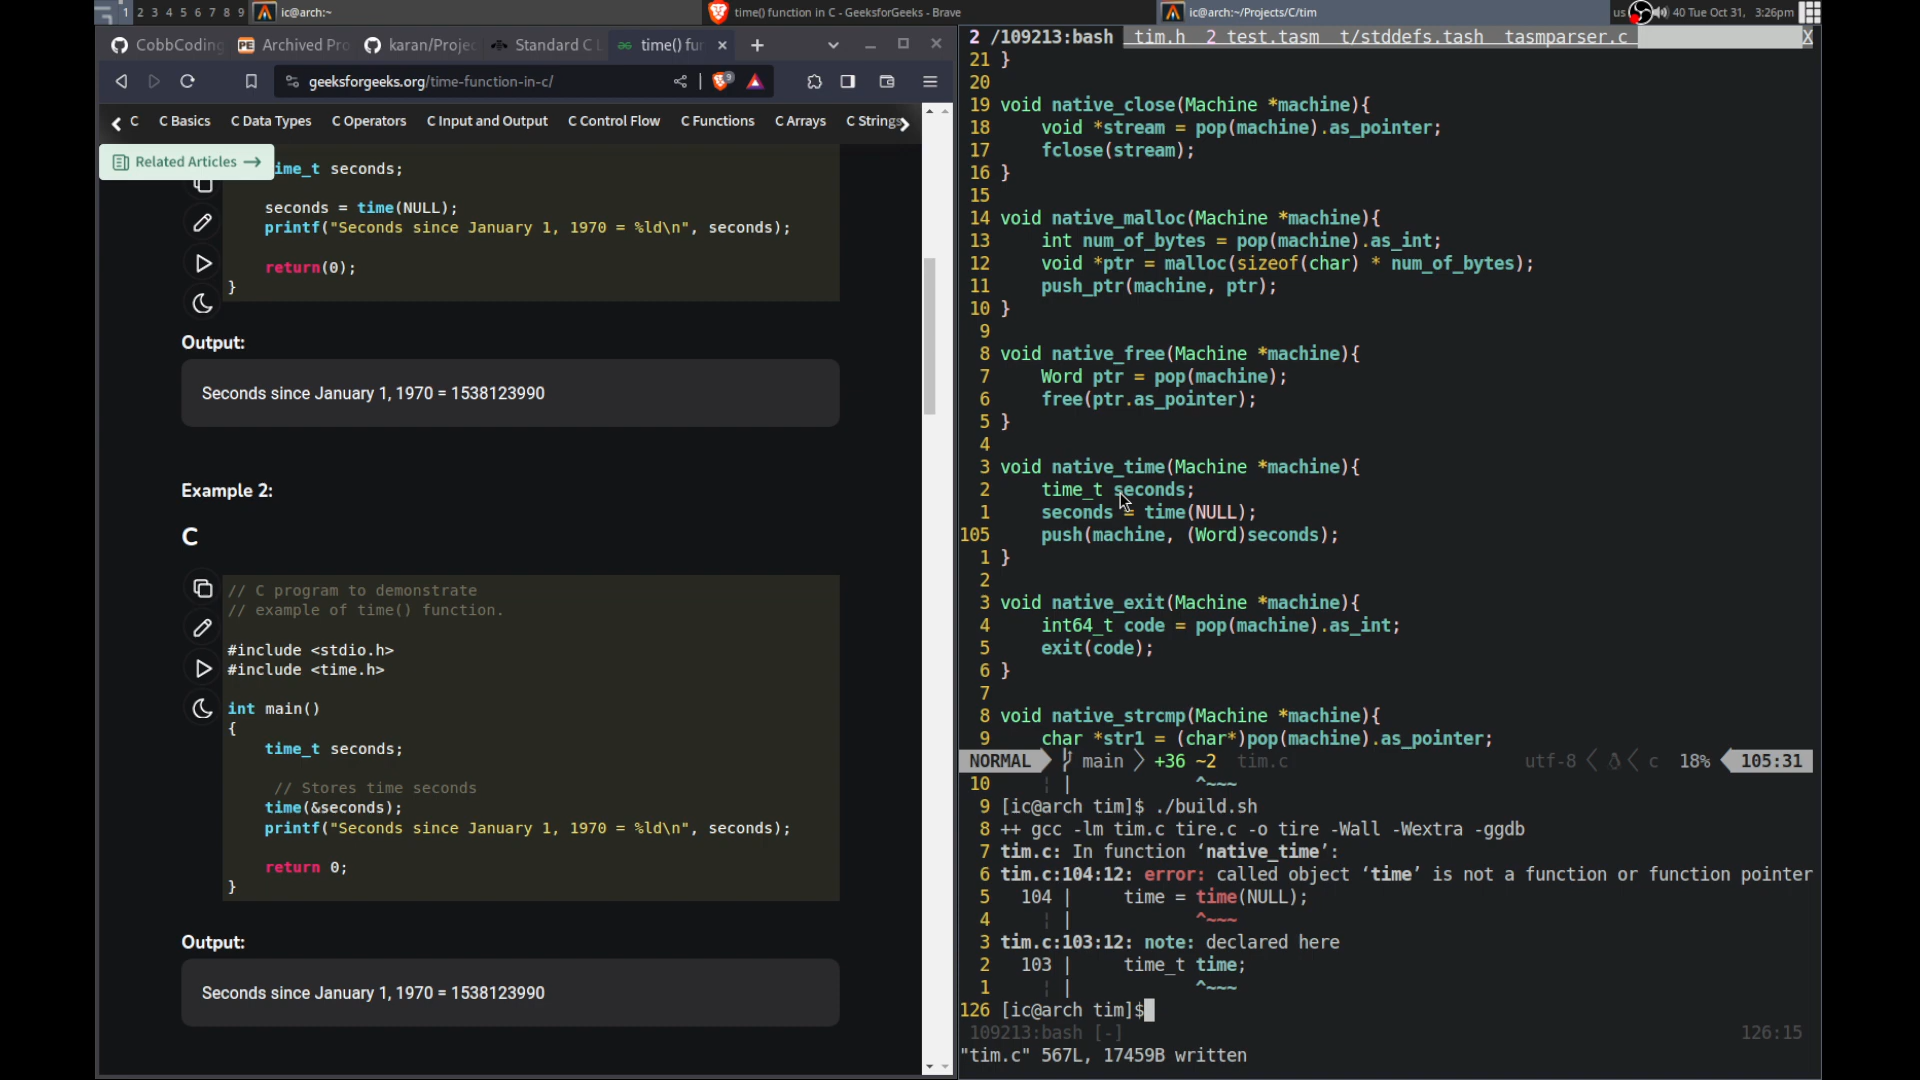 1 2 3 4 5 6 7 8 9 ic@arch:~ time() function in C - GeeksforGeeks - Brave ic@arch:~/Projects/C/tim us 40 Tue Oct 31, 3:26pm
CobbCoding Archived Pro karan/Projec Standard C L time() fun
geeksforgeeks.org/time-function-in-c/ 9
C C Basics C Data Types C Operators C Input and Output C Control Flow C Functions C Arrays C Strings
Related Articles
time_t seconds;
seconds = time(NULL);
printf("Seconds since January 1, 1970 = %ld\n", seconds);
return(0);
}
Output:
Seconds since January 1, 1970 = 1538123990
Example 2:
C
// C program to demonstrate
// example of time() function.
#include <stdio.h>
#include <time.h>
int main()
{
time_t seconds;
// Stores time seconds
time(&seconds);
printf("Seconds since January 1, 1970 = %ld\n", seconds);
return 0;
}
Output:
Seconds since January 1, 1970 = 1538123990
2 /109213:bash tim.h 2 test.tasm t/stddefs.tash tasmparser.c X
21 }
20
19 void native_close(Machine *machine){
18 void *stream = pop(machine).as_pointer;
17 fclose(stream);
16 }
15
14 void native_malloc(Machine *machine){
13 int num_of_bytes = pop(machine).as_int;
12 void *ptr = malloc(sizeof(char) * num_of_bytes);
11 push_ptr(machine, ptr);
10 }
9
8 void native_free(Machine *machine){
7 Word ptr = pop(machine);
6 free(ptr.as_pointer);
5 }
4
3 void native_time(Machine *machine){
2 time_t seconds;
1 seconds = time(NULL);
105 push(machine, (Word)seconds);
1 }
2
3 void native_exit(Machine *machine){
4 int64_t code = pop(machine).as_int;
5 exit(code);
6 }
7
8 void native_strcmp(Machine *machine){
9 char *str1 = (char*)pop(machine).as_pointer;
NORMAL main +36 ~2 tim.c utf-8 c 18% 105:31
10 ¦ | ^~~~
9 [ic@arch tim]$ ./build.sh
8 ++ gcc -lm tim.c tire.c -o tire -Wall -Wextra -ggdb
7 tim.c: In function ‘native_time’:
6 tim.c:104:12: error: called object ‘time’ is not a function or function pointer
5 104 | time = time(NULL);
4 ¦ | ^~~~
3 tim.c:103:12: note: declared here
2 103 | time_t time;
1 ¦ | ^~~~
126 [ic@arch tim]$
109213:bash [-] 126:15
"tim.c" 567L, 17459B written